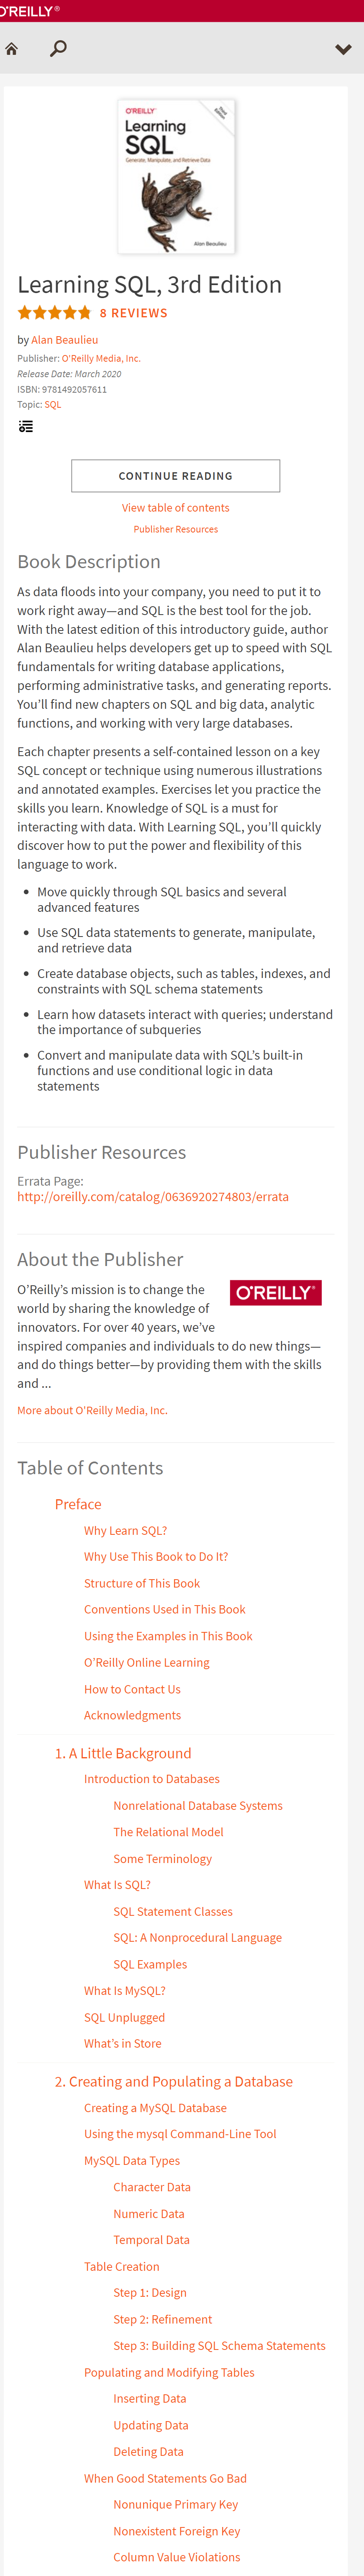 O'REILLY®
O'REILLY
Learning
SQL
Generate, Manipulate, and Retrieve Data
Alan Beaulieu
Learning SQL, 3rd Edition
8 REVIEWS
by Alan Beaulieu
Publisher: O'Reilly Media, Inc.
Release Date: March 2020
ISBN: 9781492057611
Topic: SQL
CONTINUE READING
View table of contents
Publisher Resources
Book Description
As data floods into your company, you need to put it to
work right away—and SQL is the best tool for the job.
With the latest edition of this introductory guide, author
Alan Beaulieu helps developers get up to speed with SQL
fundamentals for writing database applications,
performing administrative tasks, and generating reports.
You'll find new chapters on SQL and big data, analytic
functions, and working with very large databases.
Each chapter presents a self-contained lesson on a key
SQL concept or technique using numerous illustrations
and annotated examples. Exercises let you practice the
skills you learn. Knowledge of SQL is a must for
interacting with data. With Learning SQL, you'll quickly
discover how to put the power and flexibility of this
language to work.
• Move quickly through SQL basics and several
advanced features
• Use SQL data statements to generate, manipulate,
and retrieve data
• Create database objects, such as tables, indexes, and
constraints with SQL schema statements
• Learn how datasets interact with queries; understand
the importance of subqueries
• Convert and manipulate data with SQL's built-in
functions and use conditional logic in data
statements
Publisher Resources
Errata Page:
http://oreilly.com/catalog/0636920274803/errata
About the Publisher
O'Reilly's mission is to change the
world by sharing the knowledge of
innovators. For over 40 years, we've
inspired companies and individuals to do new things—
and do things better—by providing them with the skills
and ...
O'REILLY®
More about O'Reilly Media, Inc.
Table of Contents
Preface
Why Learn SQL?
Why Use This Book to Do It?
Structure of This Book
Conventions Used in This Book
Using the Examples in This Book
O'Reilly Online Learning
How to Contact Us
Acknowledgments
1. A Little Background
Introduction to Databases
Nonrelational Database Systems
The Relational Model
Some Terminology
What Is SQL?
SQL Statement Classes
SQL: A Nonprocedural Language
SQL Examples
What Is MySQL?
SQL Unplugged
What's in Store
2. Creating and Populating a Database
Creating a MySQL Database
Using the mysql Command-Line Tool
MySQL Data Types
Character Data
Numeric Data
Temporal Data
Table Creation
Step 1: Design
Step 2: Refinement
Step 3: Building SQL Schema Statements
Populating and Modifying Tables
Inserting Data
Updating Data
Deleting Data
When Good Statements Go Bad
Nonunique Primary Key
Nonexistent Foreign Key
Column Value Violations